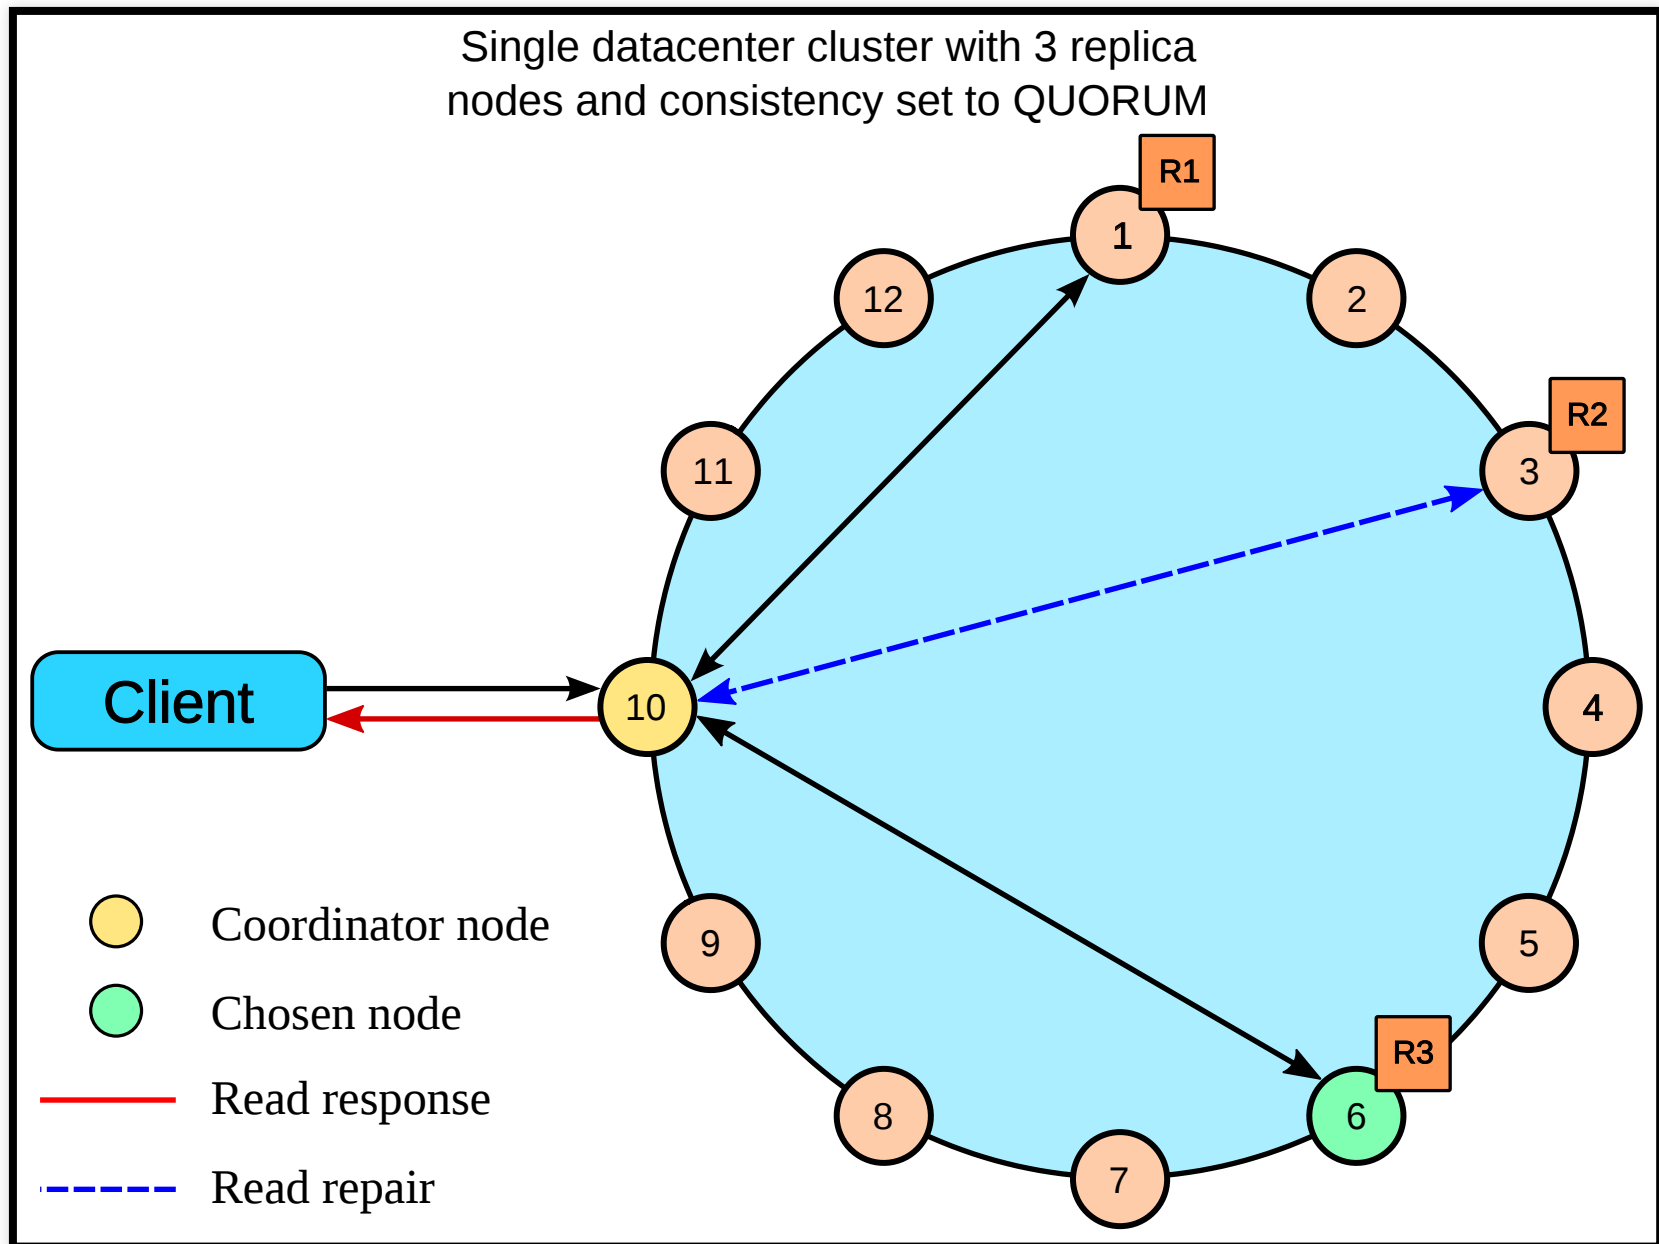 Single datacenter cluster with 3 replica
nodes and consistency set to QUORUM
R1
1
12
2
R2
11
3
Client
10
4
Coordinator node
9
5
Chosen node
R3
Read response
8
6
7
Read repair